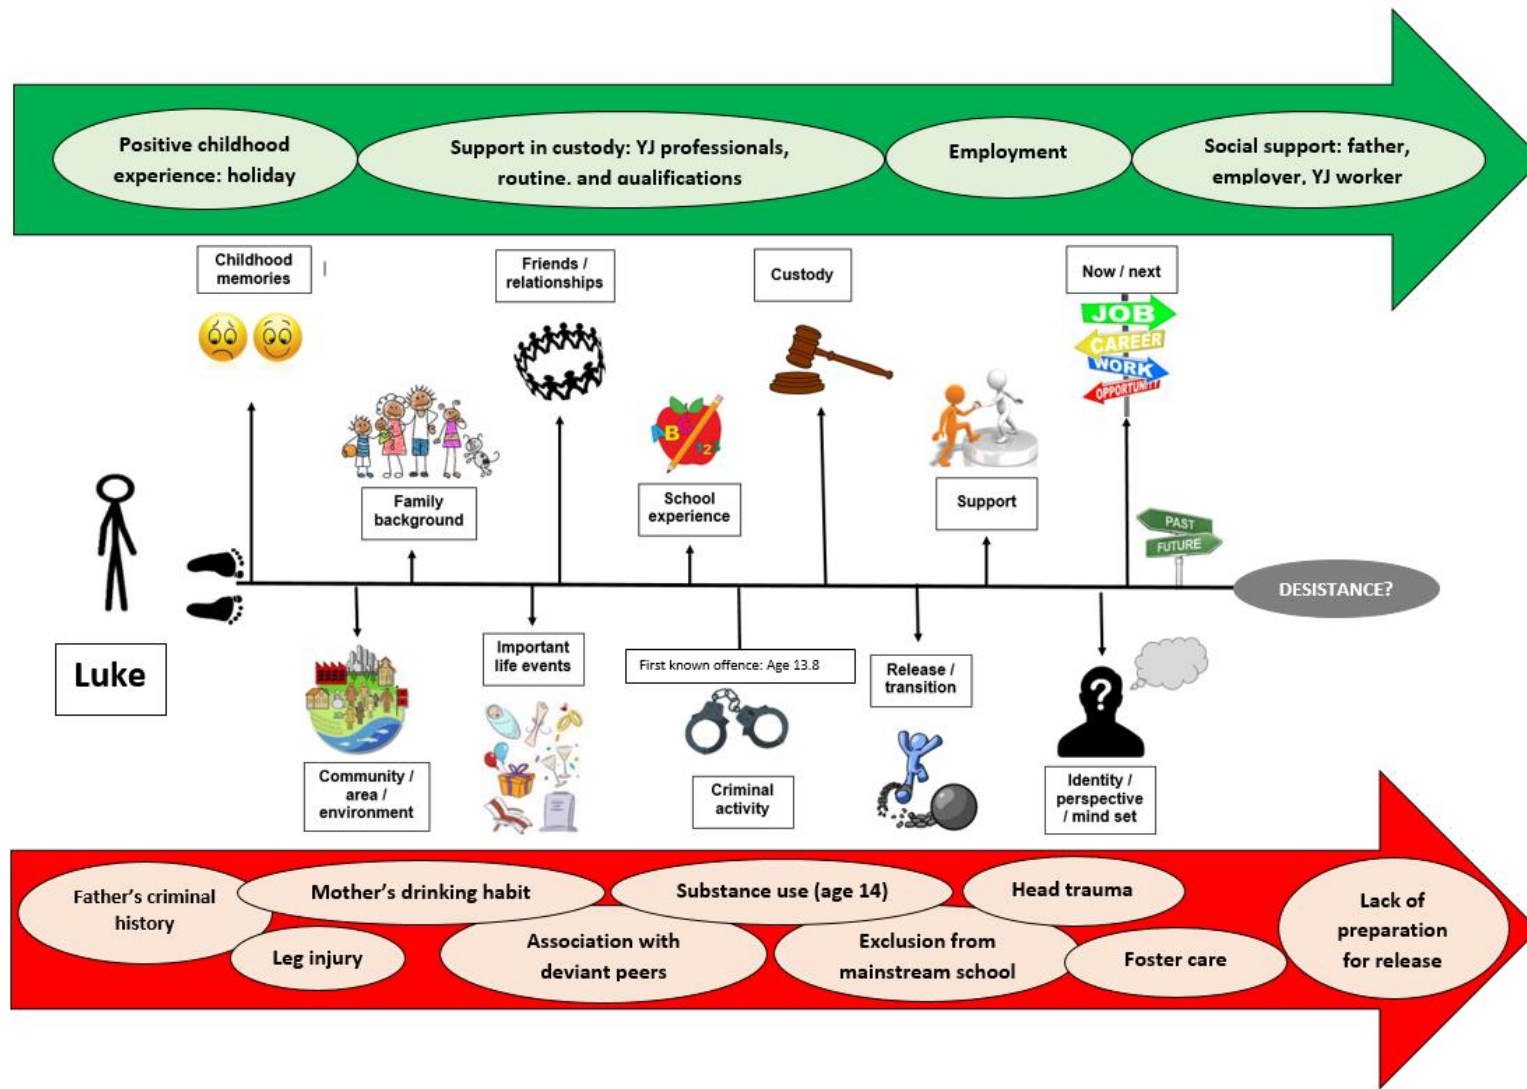 Positive childhood
experience: holiday
Support in custody: YJ professionals,
routine, and qualifications
Employment
Social support: father,
employer, YJ worker
Childhood
memories
Friends /
relationships
Custody
Now / next
JOB
CAREER
WORK
OPPORTUNITY
AB
123
Family
background
School
experience
Support
PAST
FUTURE
DESISTANCE?
Luke
Important
life events
First known offence: Age 13.8
Release /
transition
?
Community /
area /
environment
Criminal
activity
Identity /
perspective
/ mind set
Father's criminal
history
Mother's drinking habit
Substance use (age 14)
Head trauma
Leg injury
Association with
deviant peers
Exclusion from
mainstream school
Foster care
Lack of
preparation
for release